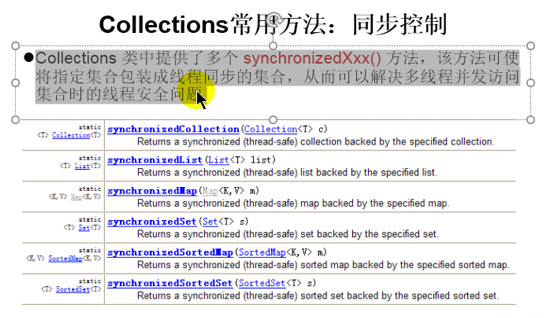 Collections常用方法：同步控制
Collections 类中提供了多个 synchronizedXxx() 方法，该方法可使
将指定集合包装成线程同步的集合，从而可以解决多线程并发访问
集合时的线程安全问题
static <T> Collection<T> synchronizedCollection(Collection<T> c)
Returns a synchronized (thread-safe) collection backed by the specified collection.
static <T> List<T> synchronizedList(List<T> list)
Returns a synchronized (thread-safe) list backed by the specified list.
static <K,V> Map<K,V> synchronizedMap(Map<K,V> m)
Returns a synchronized (thread-safe) map backed by the specified map.
static <T> Set<T> synchronizedSet(Set<T> s)
Returns a synchronized (thread-safe) set backed by the specified set.
static <K,V> SortedMap<K,V> synchronizedSortedMap(SortedMap<K,V> m)
Returns a synchronized (thread-safe) sorted map backed by the specified sorted map.
static <T> SortedSet<T> synchronizedSortedSet(SortedSet<T> s)
Returns a synchronized (thread-safe) sorted set backed by the specified sorted set.